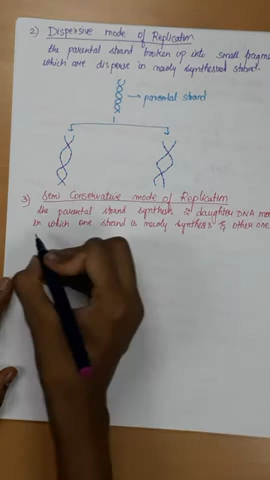 2) Dispersive mode of Replication
the parental strand broken up into small fragme
which are disperse in newly synthesised strand.
parental strand
3) Semi Conservative mode of Replication
the parental strand synthesis 2 daughter DNA mo
in which one strand is newly synthesis & other one